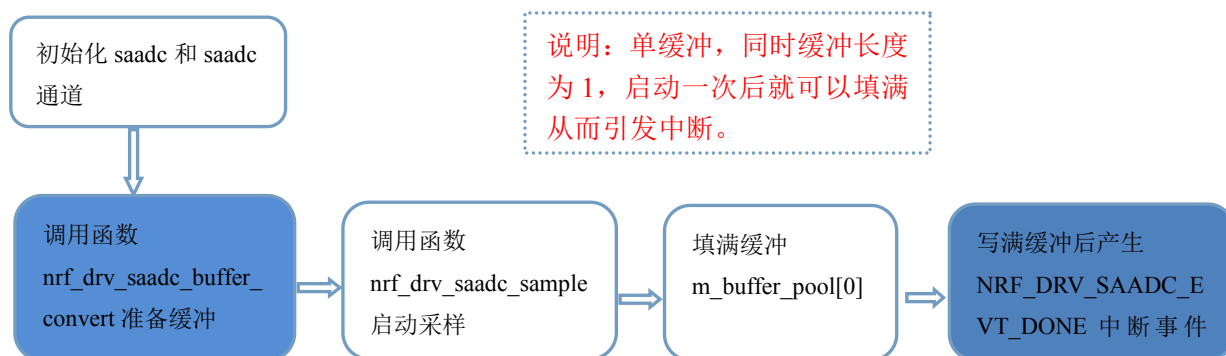 初始化 saadc 和 saadc
通道
说明：单缓冲，同时缓冲长度
为 1，启动一次后就可以填满
从而引发中断。
调用函数
nrf_drv_saadc_buffer_
convert 准备缓冲
调用函数
nrf_drv_saadc_sample
启动采样
填满缓冲
m_buffer_pool[0]
写满缓冲后产生
NRF_DRV_SAADC_E
VT_DONE 中断事件